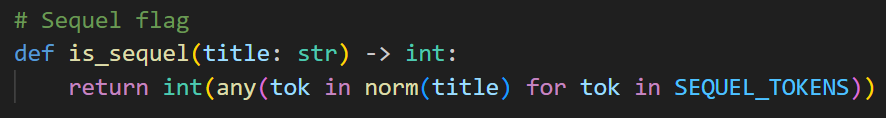 # Sequel flag
def is_sequel(title: str) -> int:
    return int(any(tok in norm(title) for tok in SEQUEL_TOKENS))